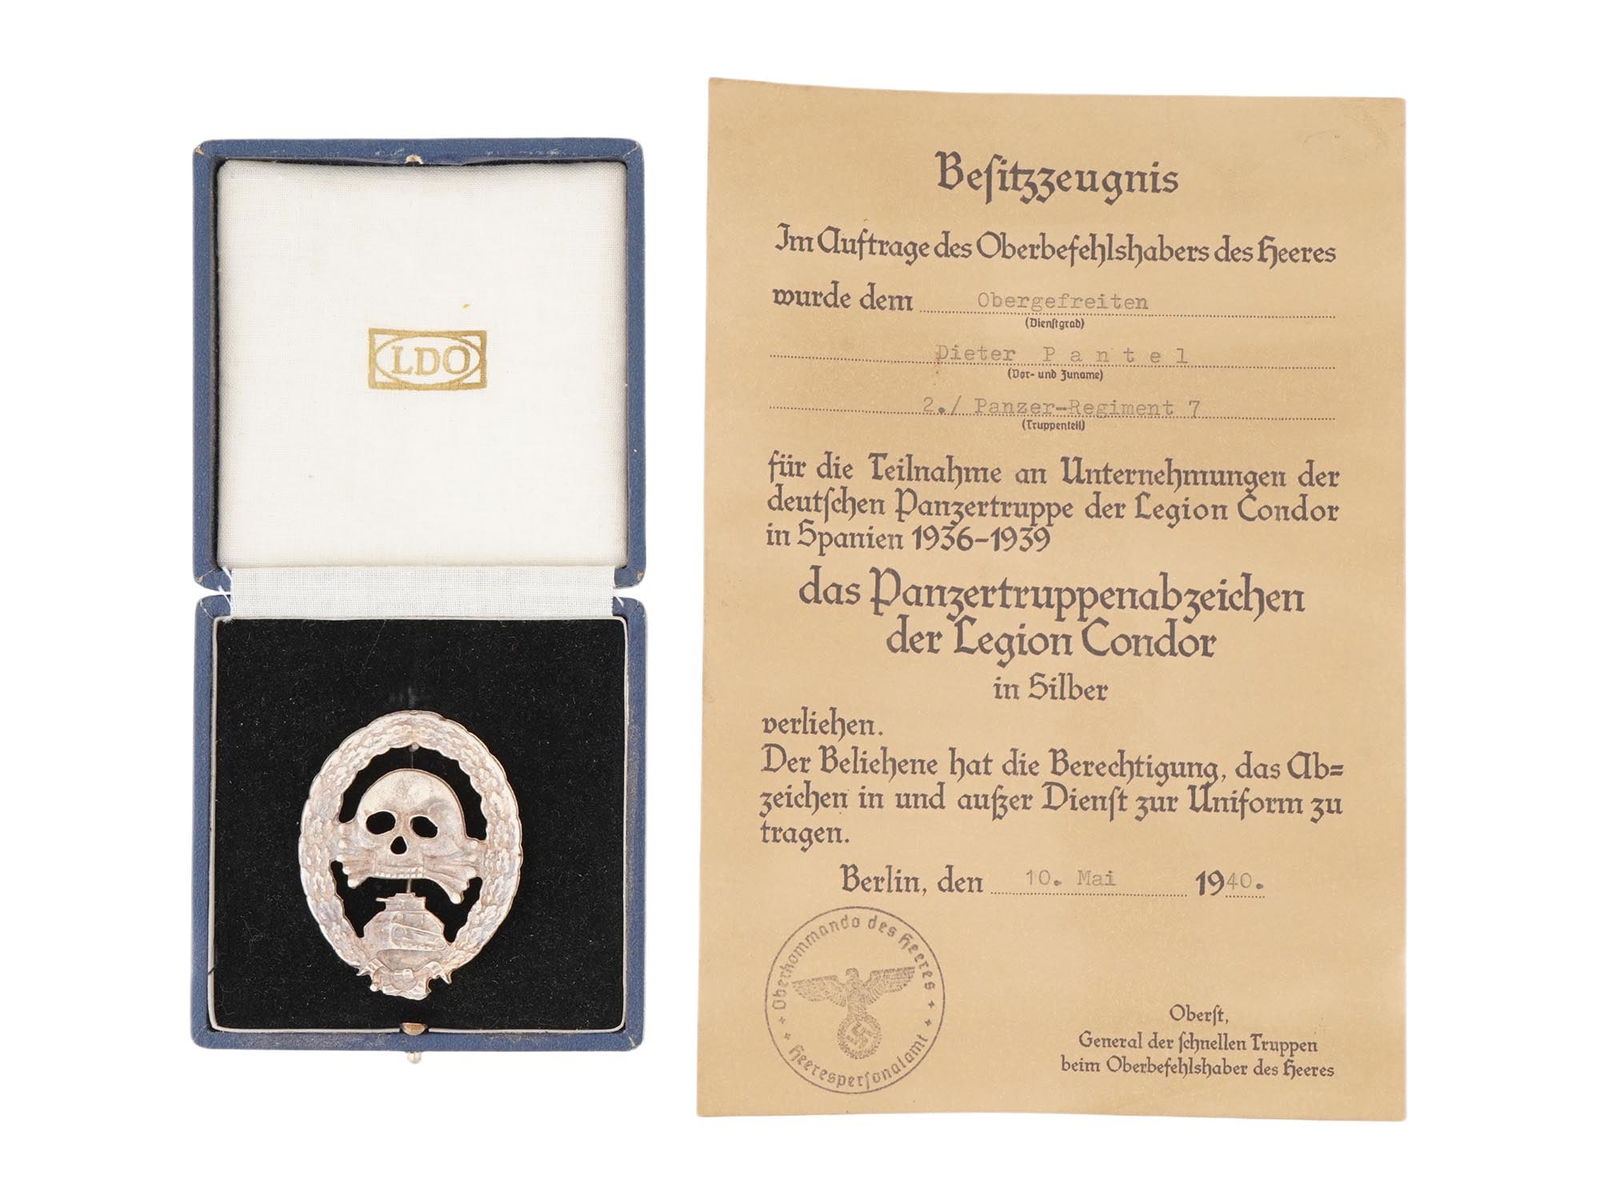 LDO
Besitzzeugnis
Im Auftrage des Oberbefehlshabers des Heeres
wurde dem Obergefreiten
(Dienstgrad)
Dieter Pantel
(Vor- und Zuname)
2./ Panzer-Regiment 7
(Truppenteil)
für die Teilnahme an Unternehmungen der
deutschen Panzertruppe der Legion Condor
in Spanien 1936-1939
das Panzertruppenabzeichen
der Legion Condor
in Silber
verliehen.
Der Beliehene hat die Berechtigung, das Ab=
zeichen in und außer Dienst zur Uniform zu
tragen.
Berlin, den 10. Mai 1940.
Oberkommando des Heeres
Heerespersonalamt
Oberst,
General der schnellen Truppen
beim Oberbefehlshaber des Heeres